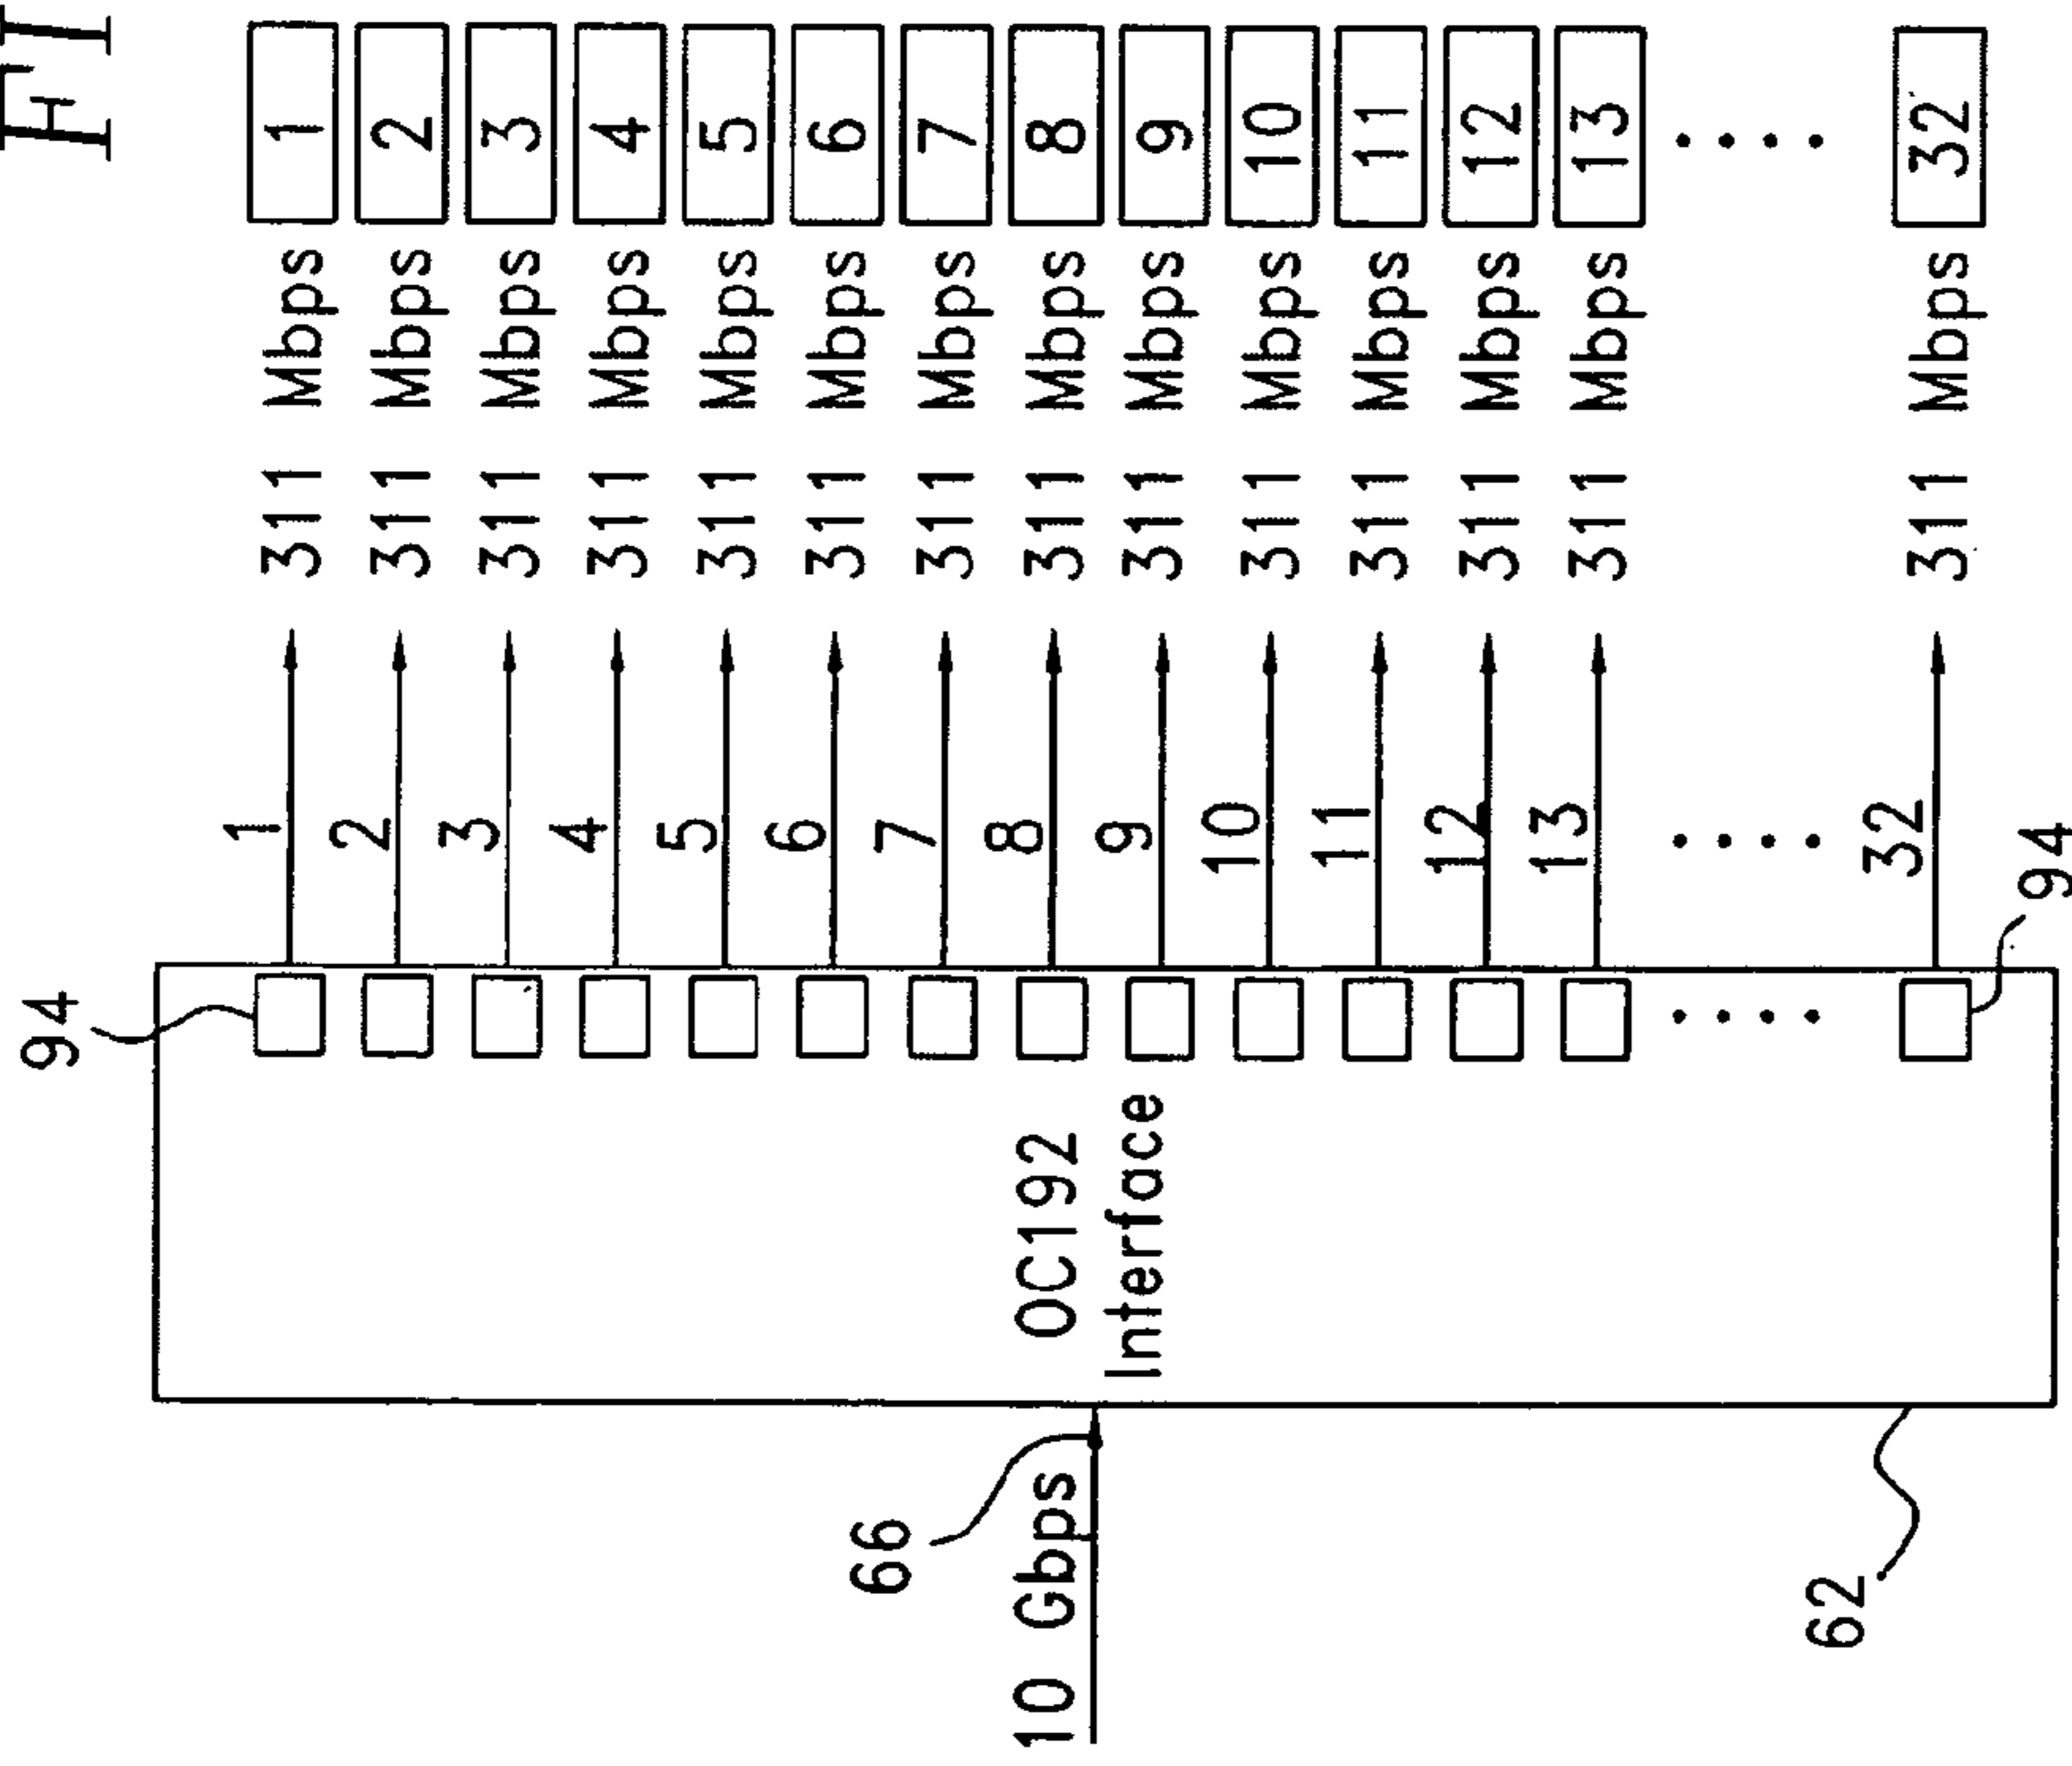 94
1 311 Mbps 1
2 311 Mbps 2
3 311 Mbps 3
4 311 Mbps 4
5 311 Mbps 5
6 311 Mbps 6
7 311 Mbps 7
66
10 Gbps
OC192
Interface
8 311 Mbps 8
9 311 Mbps 9
10 311 Mbps 10
11 311 Mbps 11
12 311 Mbps 12
13 311 Mbps 13
62
32 311 Mbps 32
94